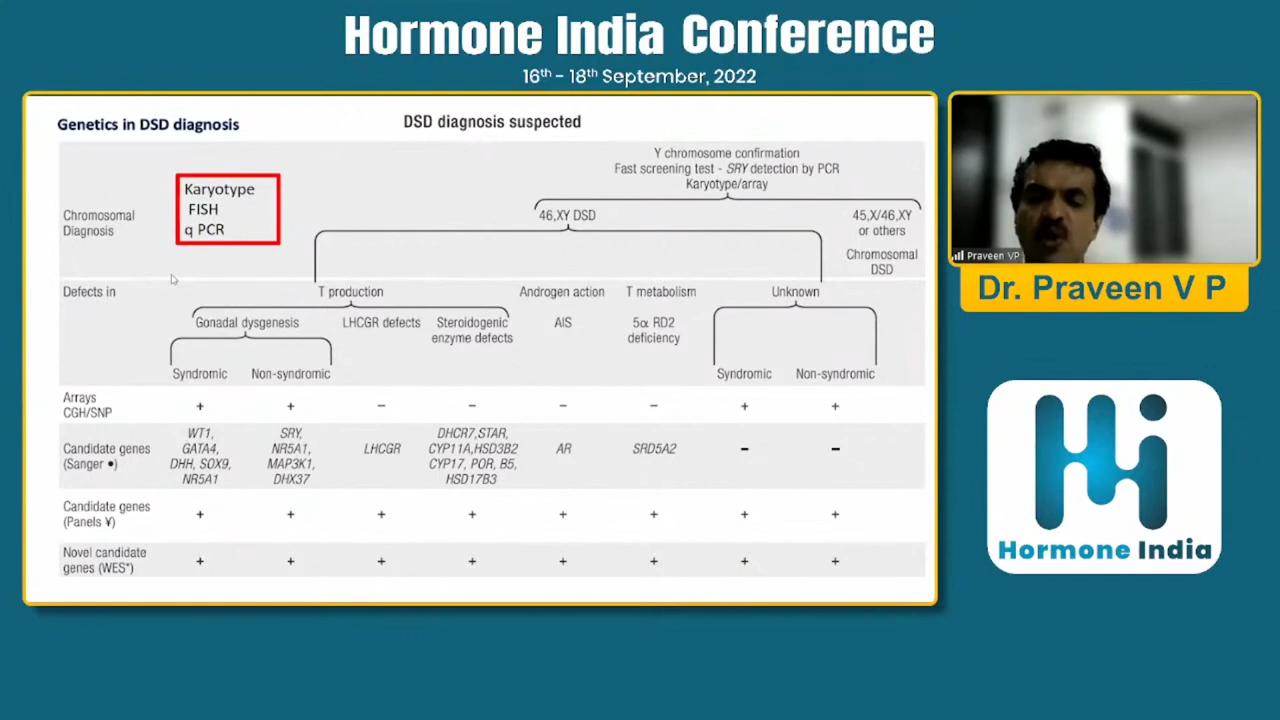 Hormone India Conference
16th - 18th September, 2022
Genetics in DSD diagnosis
DSD diagnosis suspected
Y chromosome confirmation
Fast screening test - SRY detection by PCR
Karyotype/array
Karyotype
FISH
q PCR
Chromosomal
Diagnosis
46,XY DSD
45,X/46,XY
or others
Chromosomal
DSD
Defects in
T production
Androgen action
T metabolism
Unknown
Gonadal dysgenesis
LHCGR defects
Steroidogenic
enzyme defects
AIS
5α RD2
deficiency
Syndromic
Non-syndromic
Syndromic
Non-syndromic
Arrays
CGH/SNP
+ + – – – – + +
Candidate genes
(Sanger •)
WT1,
GATA4,
DHH, SOX9,
NR5A1
SRY,
NR5A1,
MAP3K1,
DHX37
LHCGR
DHCR7,STAR,
CYP11A,HSD3B2
CYP17, POR, B5,
HSD17B3
AR
SRD5A2
–
–
Candidate genes
(Panels ¥)
+ + + + + + + +
Novel candidate
genes (WES*)
+ + + + + + + +
Praveen VP
Dr. Praveen V P
Hormone India